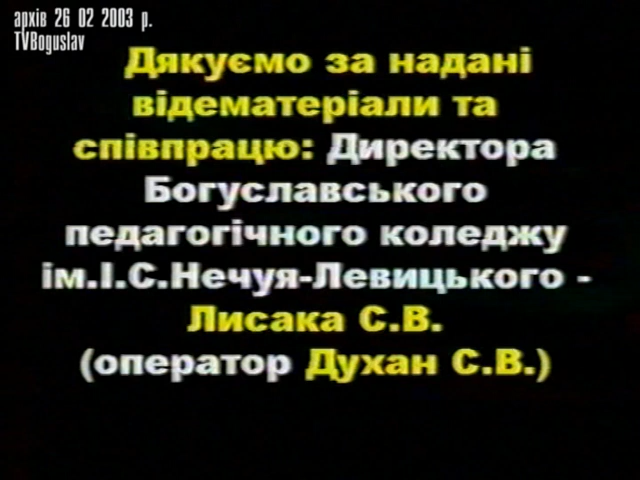 архів 26 02 2003 р.
TVBoguslav
Дякуємо за надані
відематеріали та
співпрацю: Директора
Богуславського
педагогічного коледжу
ім.І.С.Нечуя-Левицького -
Лисака С.В.
(оператор Духан С.В.)